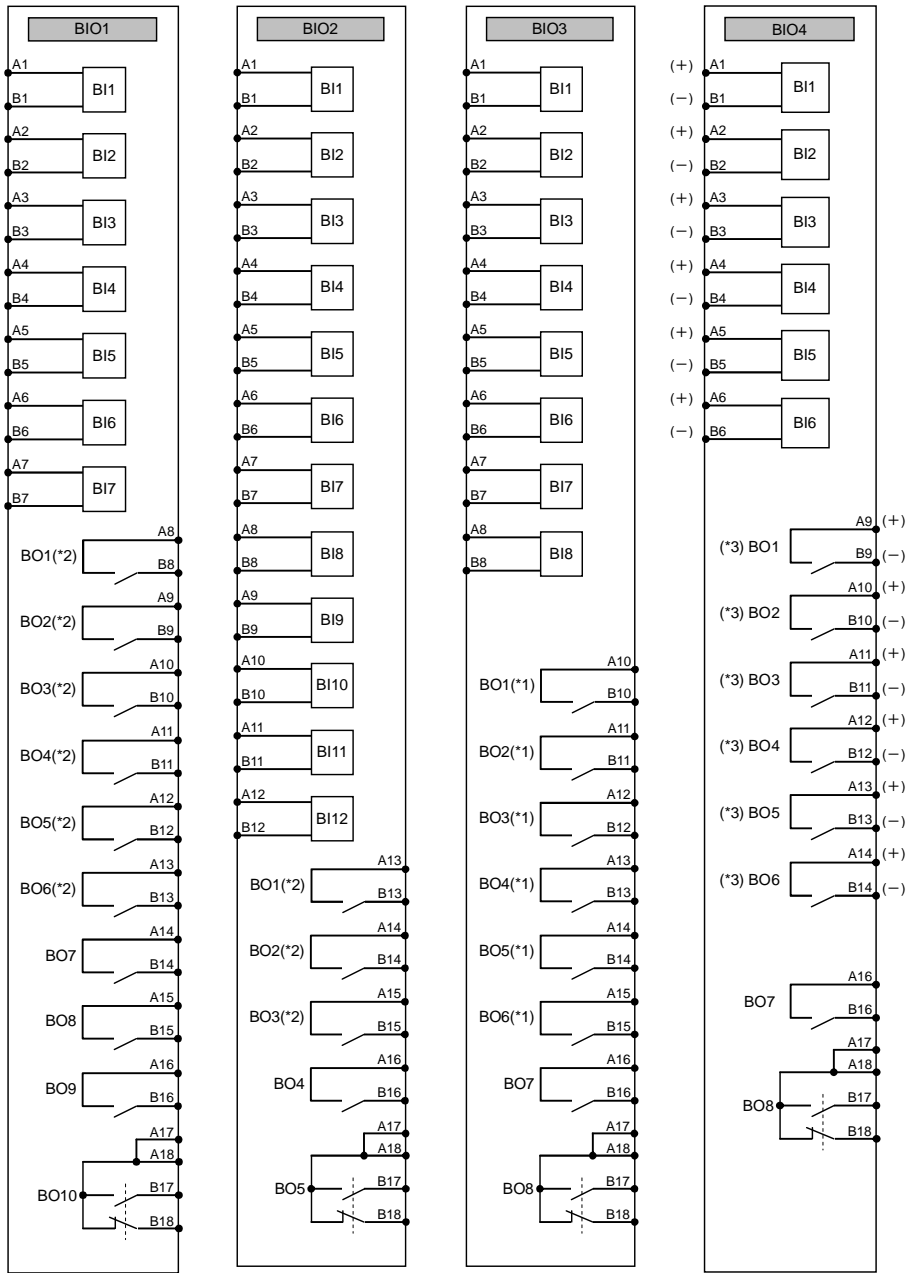 BIO1
A1
BI1
B1
A2
BI2
B2
A3
BI3
B3
A4
BI4
B4
A5
BI5
B5
A6
BI6
B6
A7
BI7
B7
A8
BO1(*2)
B8
A9
BO2(*2)
B9
A10
BO3(*2)
B10
A11
BO4(*2)
B11
A12
BO5(*2)
B12
A13
BO6(*2)
B13
A14
BO7
B14
A15
BO8
B15
A16
BO9
B16
A17
A18
BO10
B17
B18
BIO2
A1
BI1
B1
A2
BI2
B2
A3
BI3
B3
A4
BI4
B4
A5
BI5
B5
A6
BI6
B6
A7
BI7
B7
A8
BI8
B8
A9
BI9
B9
A10
BI10
B10
A11
BI11
B11
A12
BI12
B12
A13
BO1(*2)
B13
A14
BO2(*2)
B14
A15
BO3(*2)
B15
A16
BO4
B16
A17
A18
BO5
B17
B18
BIO3
A1
BI1
B1
A2
BI2
B2
A3
BI3
B3
A4
BI4
B4
A5
BI5
B5
A6
BI6
B6
A7
BI7
B7
A8
BI8
B8
A10
BO1(*1)
B10
A11
BO2(*1)
B11
A12
BO3(*1)
B12
A13
BO4(*1)
B13
A14
BO5(*1)
B14
A15
BO6(*1)
B15
A16
BO7
B16
A17
A18
BO8
B17
B18
BIO4
(+) A1
BI1
(−) B1
(+) A2
BI2
(−) B2
(+) A3
BI3
(−) B3
(+) A4
BI4
(−) B4
(+) A5
BI5
(−) B5
(+) A6
BI6
(−) B6
A9 (+)
(*3) BO1
B9 (−)
A10 (+)
(*3) BO2
B10 (−)
A11 (+)
(*3) BO3
B11 (−)
A12 (+)
(*3) BO4
B12 (−)
A13 (+)
(*3) BO5
B13 (−)
A14 (+)
(*3) BO6
B14 (−)
A16
BO7
B16
A17
A18
BO8
B17
B18